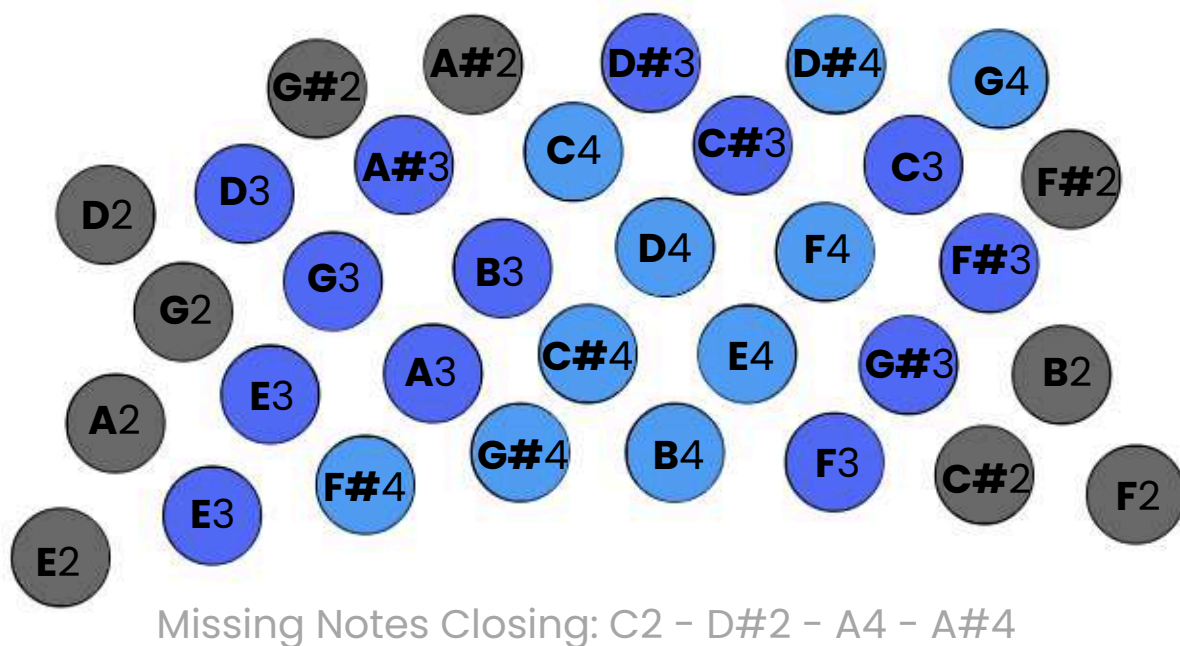 G#2 A#2 D#3 D#4 G4
D3 A#3 C4 C#3 C3 F#2
D2 G3 B3 D4 F4 F#3
G2 A3 C#4 E4 G#3 B2
A2 E3 G#4 B4 F3 C#2 F2
E3 F#4
E2
Missing Notes Closing: C2 - D#2 - A4 - A#4